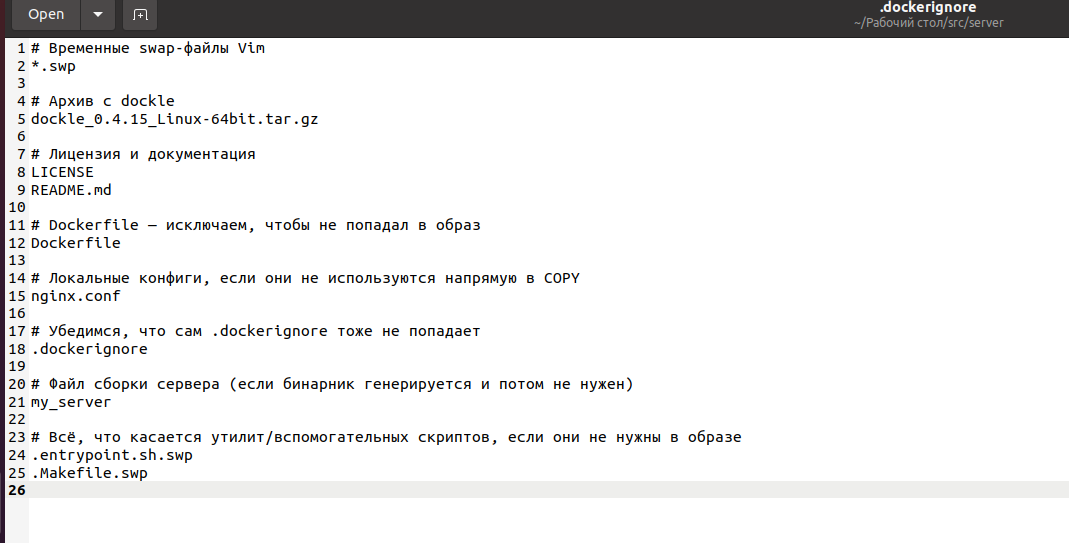 Open
.dockerignore
~/Рабочий стол/src/server
1 # Временные swap-файлы Vim
2 *.swp
3
4 # Архив с dockle
5 dockle_0.4.15_Linux-64bit.tar.gz
6
7 # Лицензия и документация
8 LICENSE
9 README.md
10
11 # Dockerfile — исключаем, чтобы не попадал в образ
12 Dockerfile
13
14 # Локальные конфиги, если они не используются напрямую в COPY
15 nginx.conf
16
17 # Убедимся, что сам .dockerignore тоже не попадает
18 .dockerignore
19
20 # Файл сборки сервера (если бинарник генерируется и потом не нужен)
21 my_server
22
23 # Всё, что касается утилит/вспомогательных скриптов, если они не нужны в образе
24 .entrypoint.sh.swp
25 .Makefile.swp
26